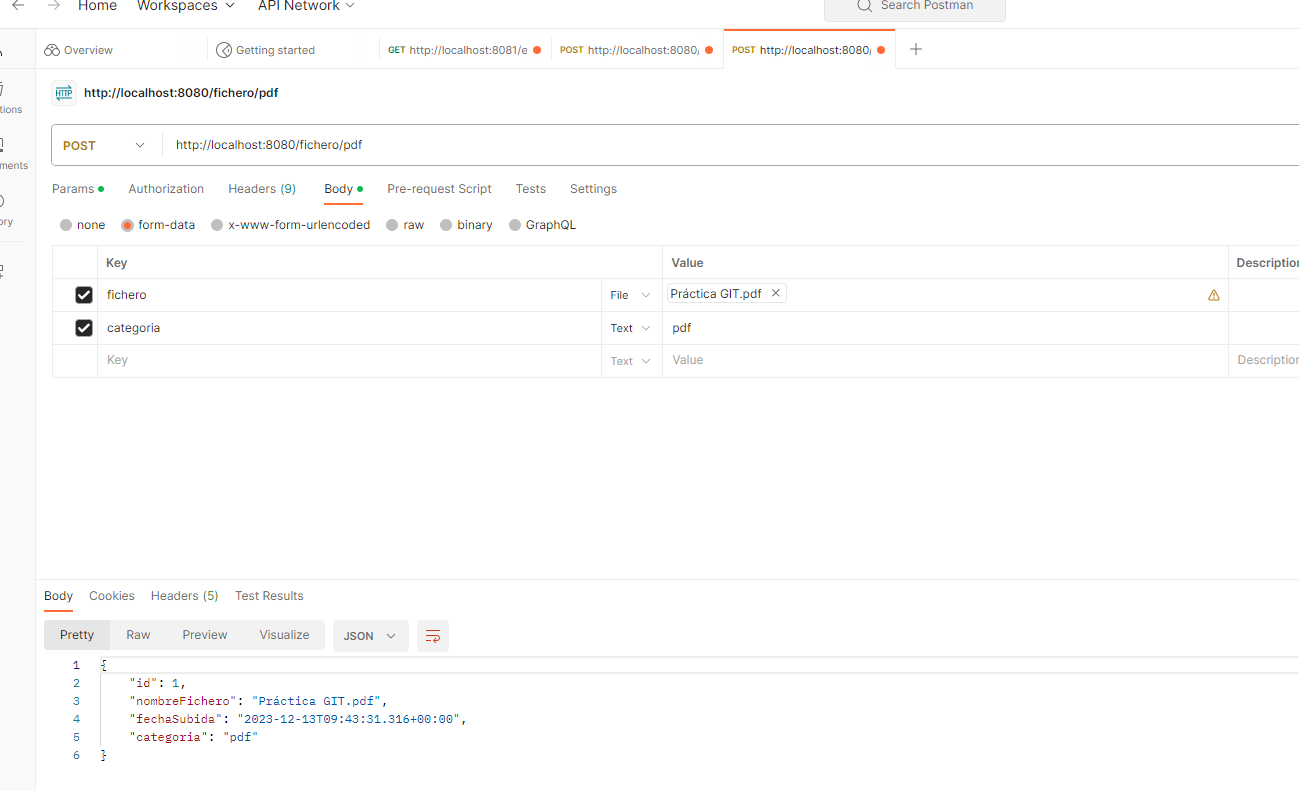 Home Workspaces API Network Search Postman
Overview Getting started GET http://localhost:8081/e POST http://localhost:8080/ POST http://localhost:8080/
HTTP http://localhost:8080/fichero/pdf
POST http://localhost:8080/fichero/pdf
Params Authorization Headers (9) Body Pre-request Script Tests Settings
none form-data x-www-form-urlencoded raw binary GraphQL
Key Value Description
fichero File Práctica GIT.pdf
categoria Text pdf
Key Text Value Description
Body Cookies Headers (5) Test Results
Pretty Raw Preview Visualize JSON
1 {
2 "id": 1,
3 "nombreFichero": "Práctica GIT.pdf",
4 "fechaSubida": "2023-12-13T09:43:31.316+00:00",
5 "categoria": "pdf"
6 }